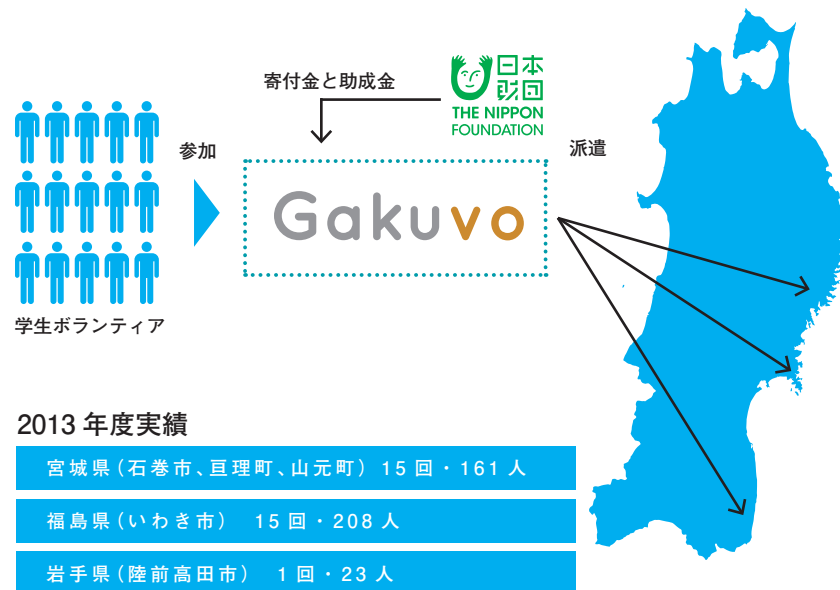 寄付金と助成金
日本
財団
THE NIPPON
FOUNDATION
参加
派遣
Gakuvo
学生ボランティア
2013 年度実績
宮城県（石巻市、亘理町、山元町） 15 回・161 人
福島県（いわき市） 15 回・208 人
岩手県（陸前高田市） 1 回・23 人